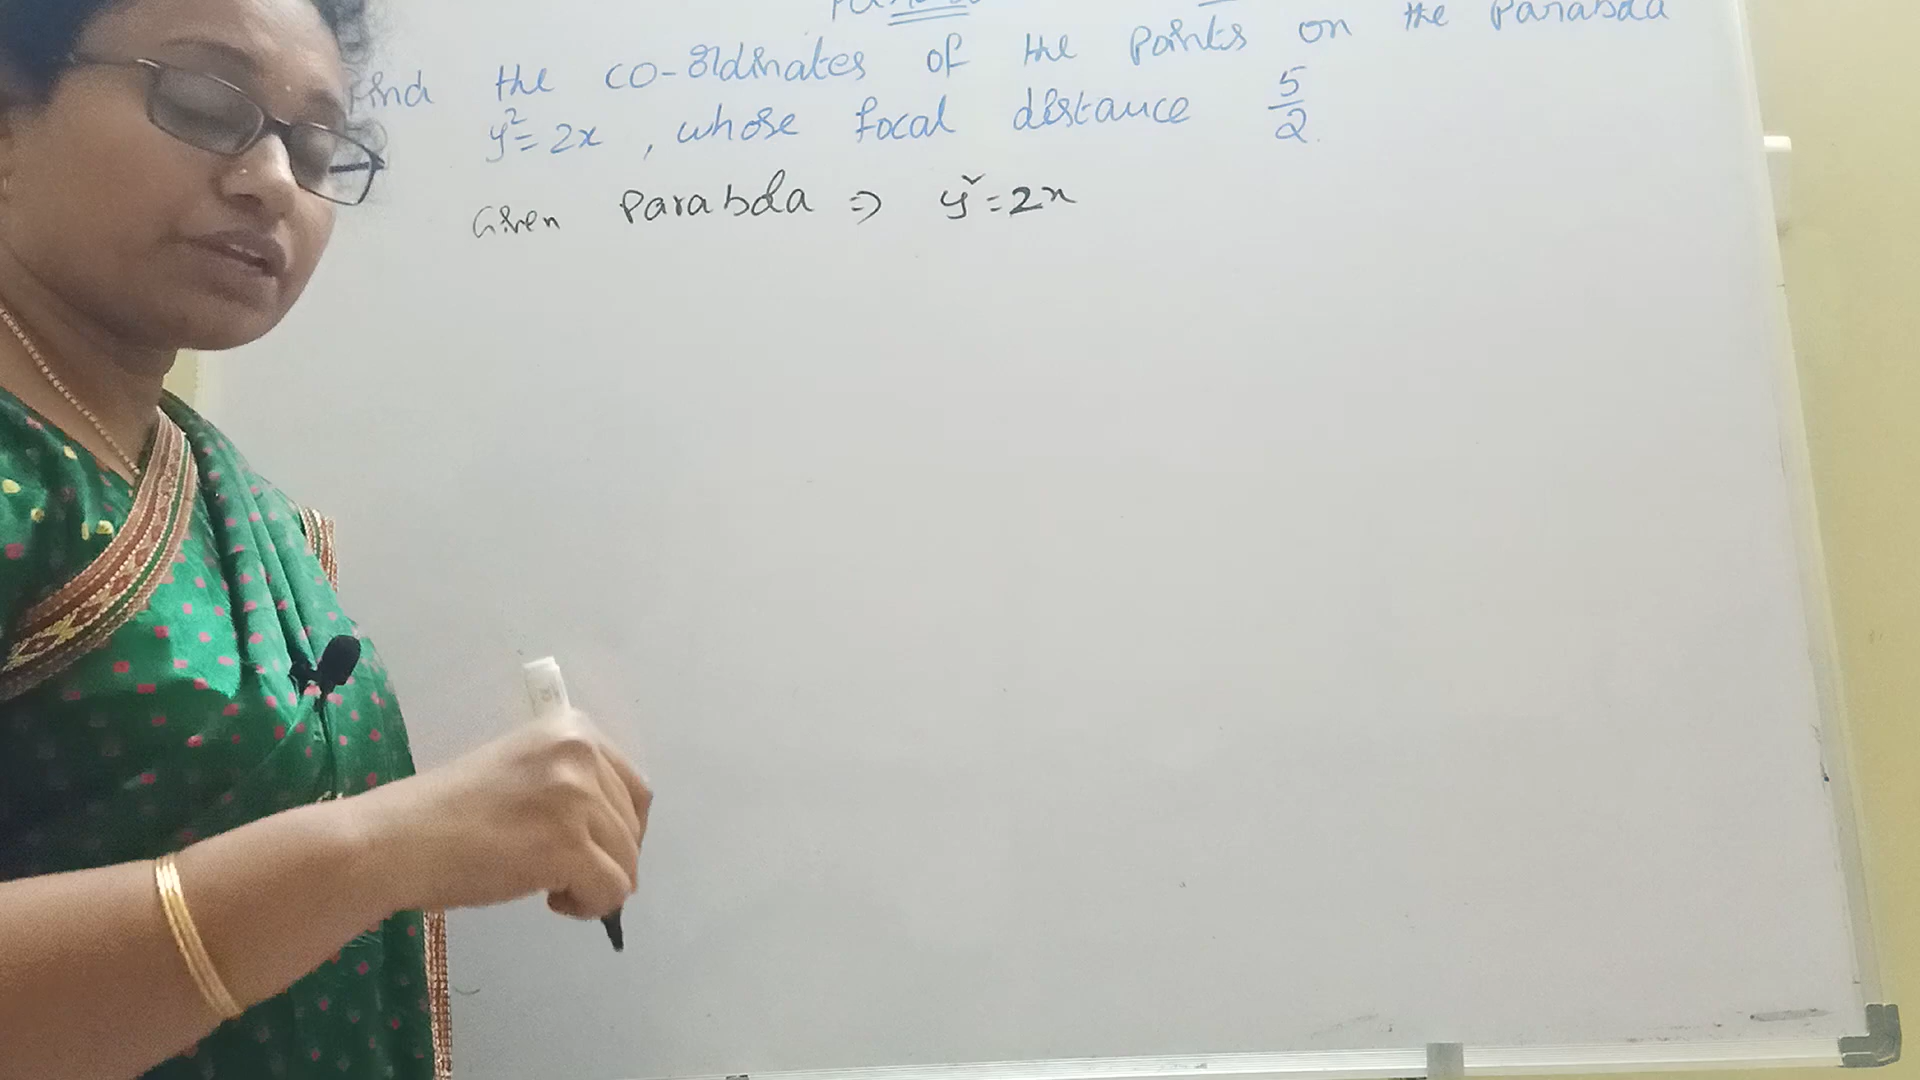 Find the co-ordinates of the points on the parabola
y²= 2x , whose focal distance 5/2.
Given Parabola ⇒ y²=2x